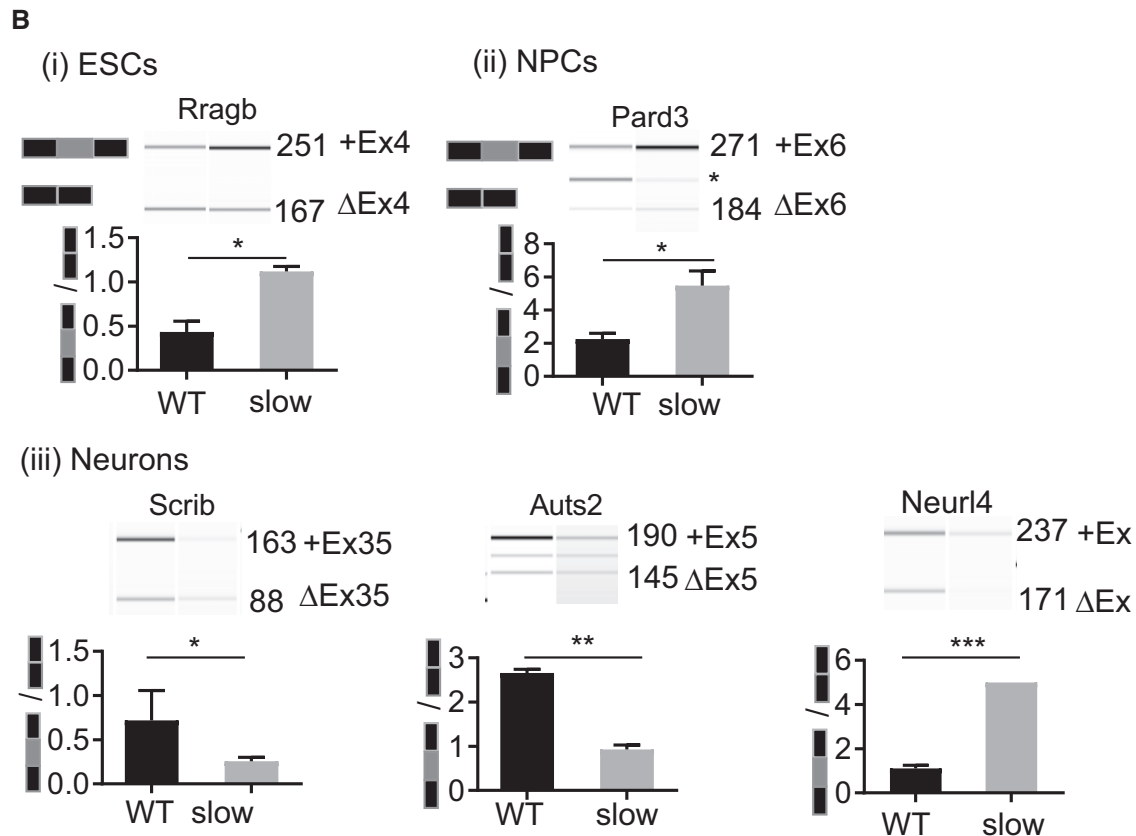 B
(i) ESCs
Rragb
251 +Ex4
167 ΔEx4
1.5
1.0
0.5
0.0
/
*
WT slow
(ii) NPCs
Pard3
271 +Ex6
*
184 ΔEx6
8
6
4
2
0
/
*
WT slow
(iii) Neurons
Scrib
163 +Ex35
88 ΔEx35
1.5
1.0
0.5
0.0
/
*
WT slow
Auts2
190 +Ex5
145 ΔEx5
3
2
1
0
/
**
WT slow
Neurl4
237 +Ex
171 ΔEx
6
4
2
0
/
***
WT slow